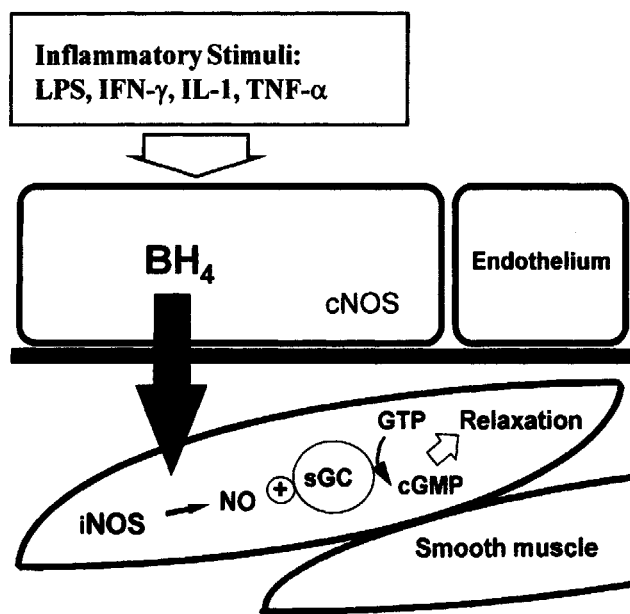 Inflammatory Stimuli:
LPS, IFN-γ, IL-1, TNF-α
BH₄
cNOS
Endothelium
GTP
Relaxation
sGC
cGMP
iNOS
NO
+
Smooth muscle